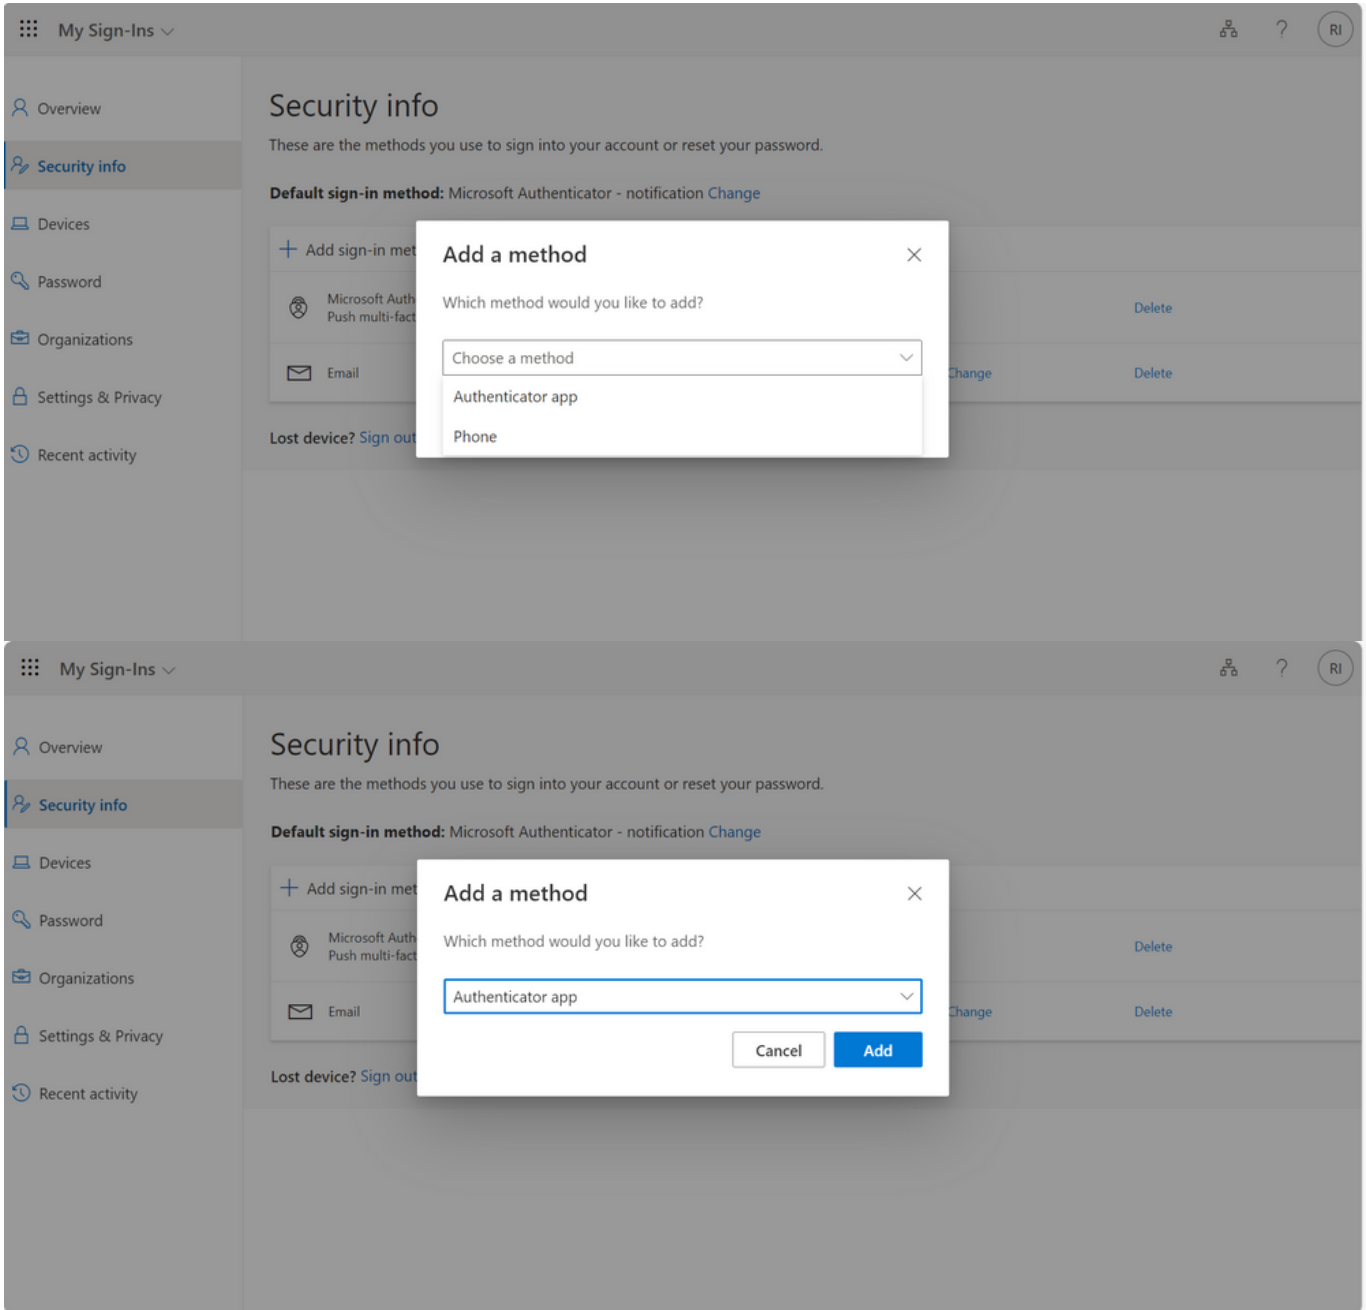 My Sign-Ins
?
RI
Overview
Security info
Devices
Password
Organizations
Settings & Privacy
Recent activity
Security info
These are the methods you use to sign into your account or reset your password.
Default sign-in method: Microsoft Authenticator - notification Change
Add sign-in met
Microsoft Auth
Push multi-fact
Delete
Email
Change
Delete
Lost device? Sign out
Add a method
Which method would you like to add?
Choose a method
Authenticator app
Phone
My Sign-Ins
?
RI
Overview
Security info
Devices
Password
Organizations
Settings & Privacy
Recent activity
Security info
These are the methods you use to sign into your account or reset your password.
Default sign-in method: Microsoft Authenticator - notification Change
Add sign-in met
Microsoft Auth
Push multi-fact
Delete
Email
Change
Delete
Lost device? Sign out
Add a method
Which method would you like to add?
Authenticator app
Cancel
Add